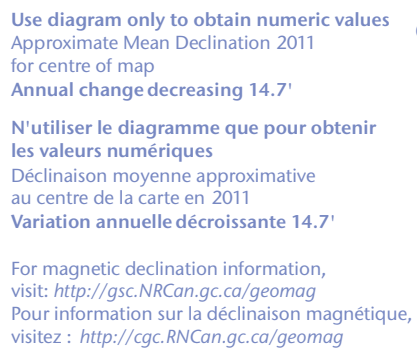 Use diagram only to obtain numeric values
Approximate Mean Declination 2011
for centre of map
Annual change decreasing 14.7'
N'utiliser le diagramme que pour obtenir
les valeurs numériques
Déclinaison moyenne approximative
au centre de la carte en 2011
Variation annuelle décroissante 14.7'
For magnetic declination information,
visit: http://gsc.NRCan.gc.ca/geomag
Pour information sur la déclinaison magnétique,
visitez : http://cgc.RNCan.gc.ca/geomag